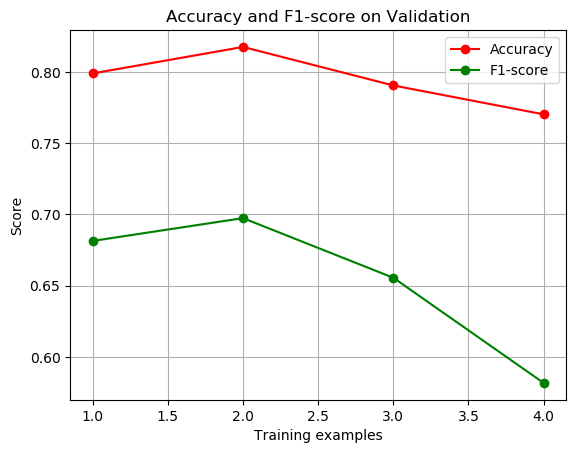 Accuracy and F1-score on Validation
Accuracy
F1-score
Score
0.80
0.75
0.70
0.65
0.60
1.0 1.5 2.0 2.5 3.0 3.5 4.0
Training examples